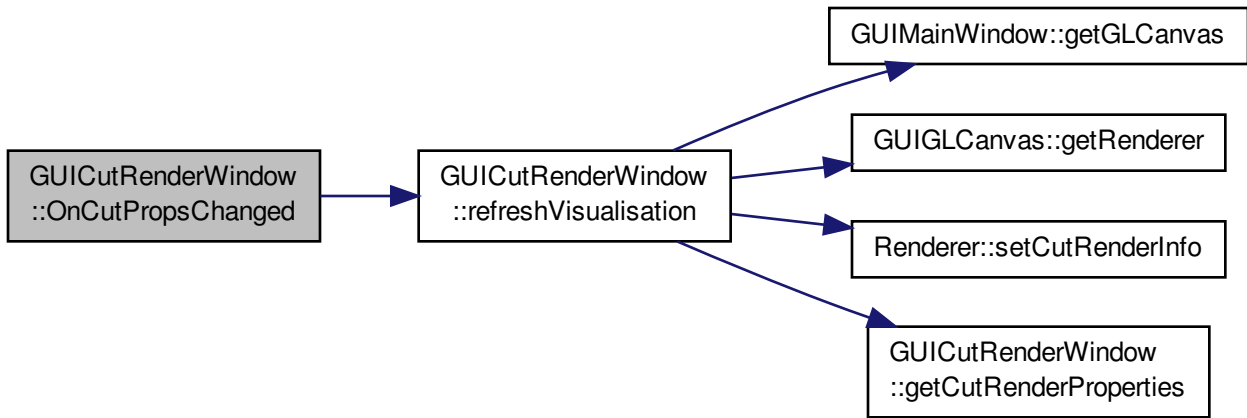 GUICutRenderWindow
::OnCutPropsChanged
GUICutRenderWindow
::refreshVisualisation
GUIMainWindow::getGLCanvas
GUIGLCanvas::getRenderer
Renderer::setCutRenderInfo
GUICutRenderWindow
::getCutRenderProperties